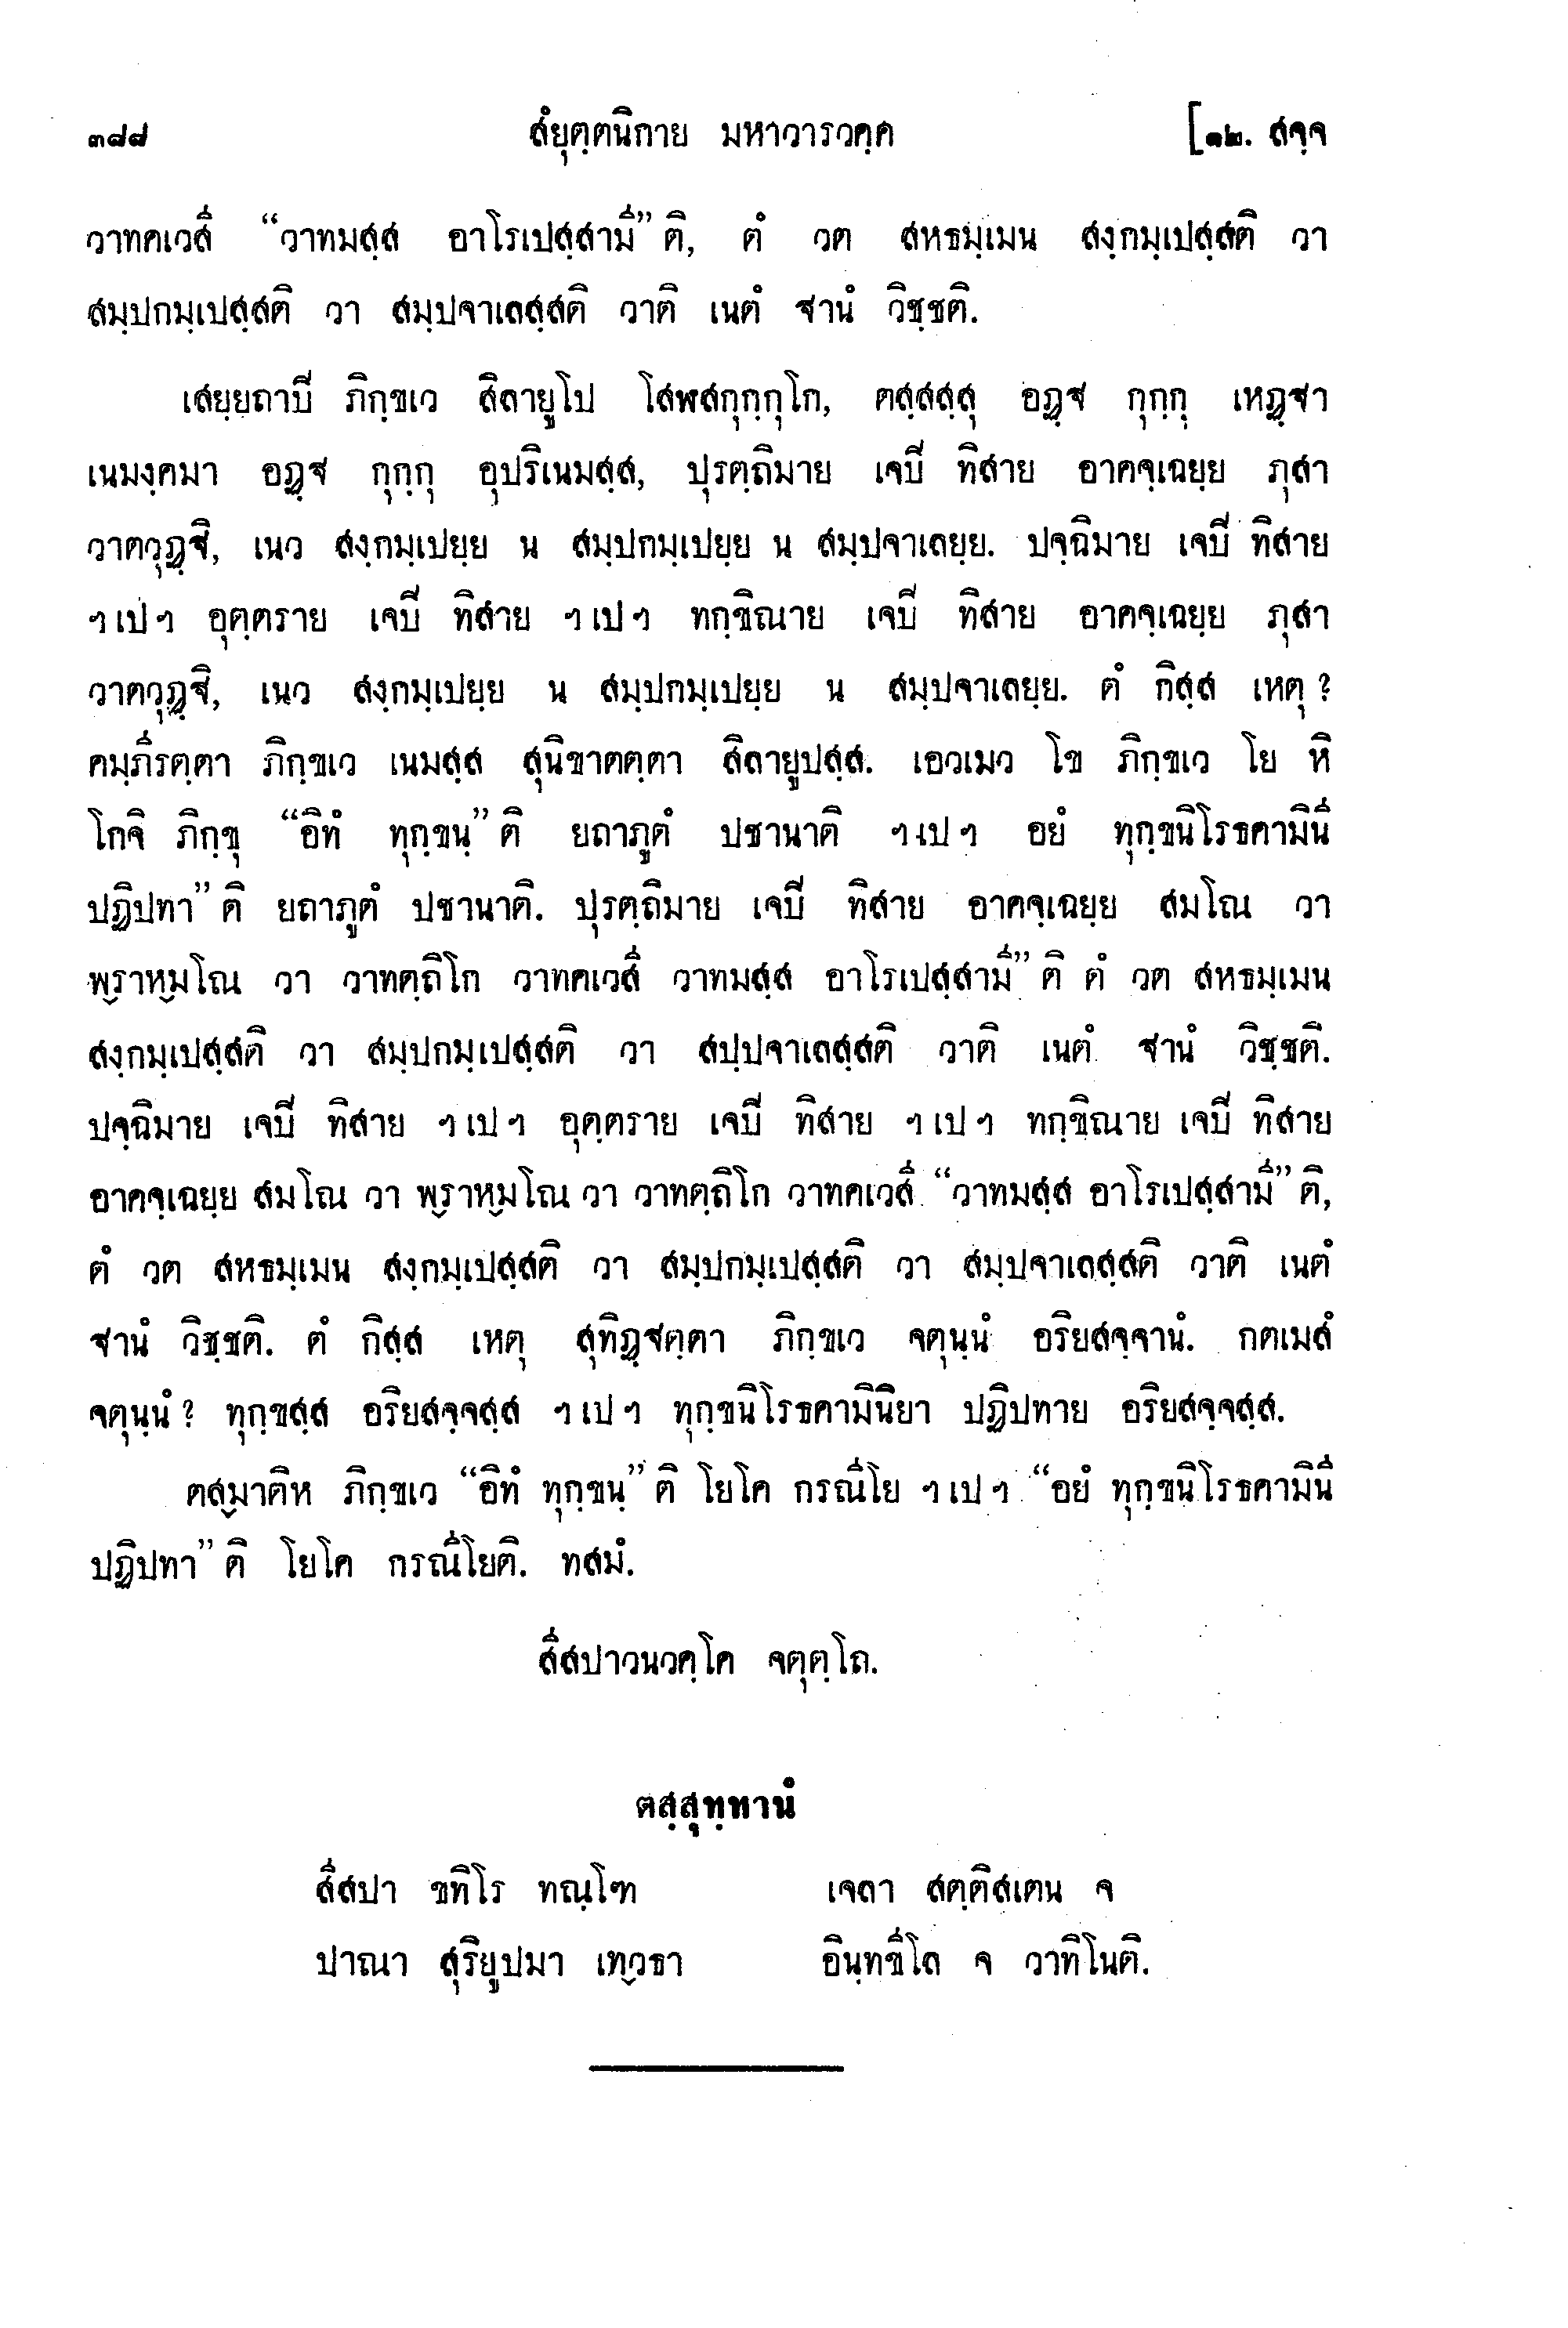 ๓๘๘ สํยุตฺตนิกาย มหาวารวคฺค [๑๒. สจฺจ
วาทคเวสี “วาทมสฺส อาโรเปสฺสามี” ติ, ตํ วต สหธมฺเมน สงฺกมฺเปสฺสติ วา
สมฺปกมฺเปสฺสติ วา สมฺปจาเลสฺสติ วาติ เนตํ ฐานํ วิชฺชติ.
เสยฺยถาปี ภิกฺขเว สิลายูโป โสฬสกุกฺกุโก, ตสฺสสฺสุ อฏฺฐ กุกฺกุ เหฏฺฐา
เนมงฺคมา อฏฺฐ กุกฺกุ อุปริเนมสฺส, ปุรตฺถิมาย เจปี ทิสาย อาคจฺเฉยฺย ภุสา
วาตวุฏฺฐิ, เนว สงฺกมฺเปยฺย น สมฺปกมฺเปยฺย น สมฺปจาเลยฺย. ปจฺฉิมาย เจปี ทิสาย
ฯ เป ฯ อุตฺตราย เจปี ทิสาย ฯ เป ฯ ทกฺขิณาย เจปี ทิสาย อาคจฺเฉยฺย ภุสา
วาตวุฏฺฐิ, เนว สงฺกมฺเปยฺย น สมฺปกมฺเปยฺย น สมฺปจาเลยฺย. ตํ กิสฺส เหตุ ?
คมฺภีรตฺตา ภิกฺขเว เนมสฺส สุนิขาตตฺตา สิลายูปสฺส. เอวเมว โข ภิกฺขเว โย หิ
โกจิ ภิกฺขุ “อิทํ ทุกฺขนฺ” ติ ยถาภูตํ ปชานาติ ฯ เป ฯ อยํ ทุกฺขนิโรธคามินี
ปฏิปทา” ติ ยถาภูตํ ปชานาติ. ปุรตฺถิมาย เจปี ทิสาย อาคจฺเฉยฺย สมโณ วา
พฺราหฺมโณ วา วาทตฺถิโก วาทคเวสี วาทมสฺส อาโรเปสฺสามี” ติ ตํ วต สหธมฺเมน
สงฺกมฺเปสฺสติ วา สมฺปกมฺเปสฺสติ วา สปฺปจาเลสฺสติ วาติ เนตํ ฐานํ วิชฺชติ.
ปจฺฉิมาย เจปี ทิสาย ฯ เป ฯ อุตฺตราย เจปี ทิสาย ฯ เป ฯ ทกฺขิณาย เจปี ทิสาย
อาคจฺเฉยฺย สมโณ วา พฺราหฺมโณ วา วาทตฺถิโก วาทคเวสี “วาทมสฺส อาโรเปสฺสามี” ติ,
ตํ วต สหธมฺเมน สงฺกมฺเปสฺสติ วา สมฺปกมฺเปสฺสติ วา สมฺปจาเลสฺสติ วาติ เนตํ
ฐานํ วิชฺชติ. ตํ กิสฺส เหตุ สุทิฏฺฐตฺตา ภิกฺขเว จตุนฺนํ อริยสจฺจานํ. กตเมสํ
จตุนฺนํ ? ทุกฺขสฺส อริยสจฺจสฺส ฯ เป ฯ ทุกฺขนิโรธคามินิยา ปฏิปทาย อริยสจฺจสฺส.
ตสฺมาติห ภิกฺขเว “อิทํ ทุกฺขนฺ” ติ โยโค กรณีโย ฯ เป ฯ “อยํ ทุกฺขนิโรธคามินี
ปฏิปทา” ติ โยโค กรณีโยติ. ทสมํ.
สีสปาวนวคฺโค จตุตฺโถ.
ตสฺสุทฺทานํ
สีสปา ขทิโร ทณฺโฑ เจลา สตฺติสเตน จ
ปาณา สุริยูปมา เทฺวธา อินฺทขีโล จ วาทิโนติ.